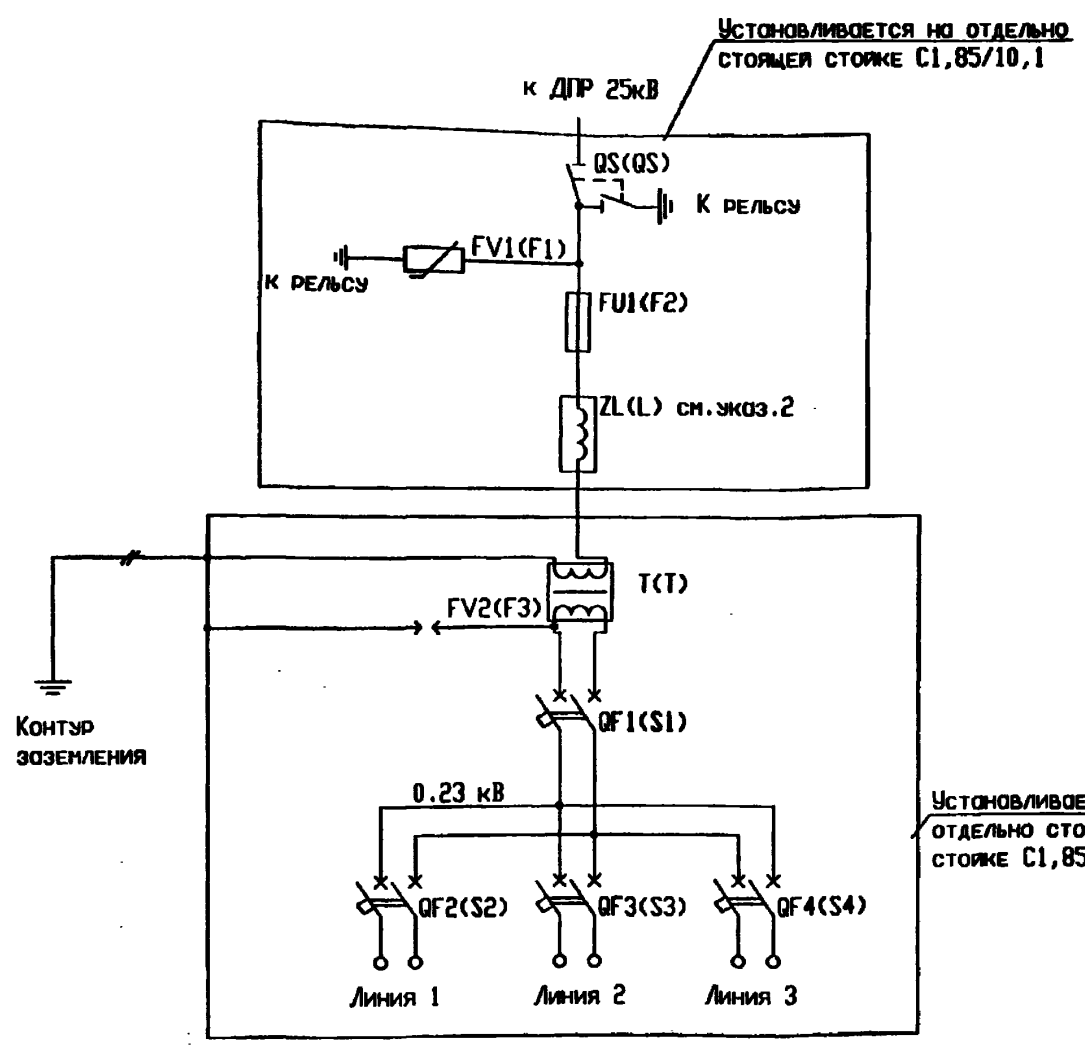 Устанавливается на отдельно
стоящей стойке С1,85/10,1
к ДПР 25кВ
QS(QS)
К рельсу
FV1(F1)
к рельсу
FU1(F2)
ZL(L) см.указ.2
T(T)
FV2(F3)
Контур
заземления
QF1(S1)
0.23 кВ
Устанавливае
отдельно сто
стойке С1,85
QF2(S2)
QF3(S3)
QF4(S4)
Линия 1
Линия 2
Линия 3